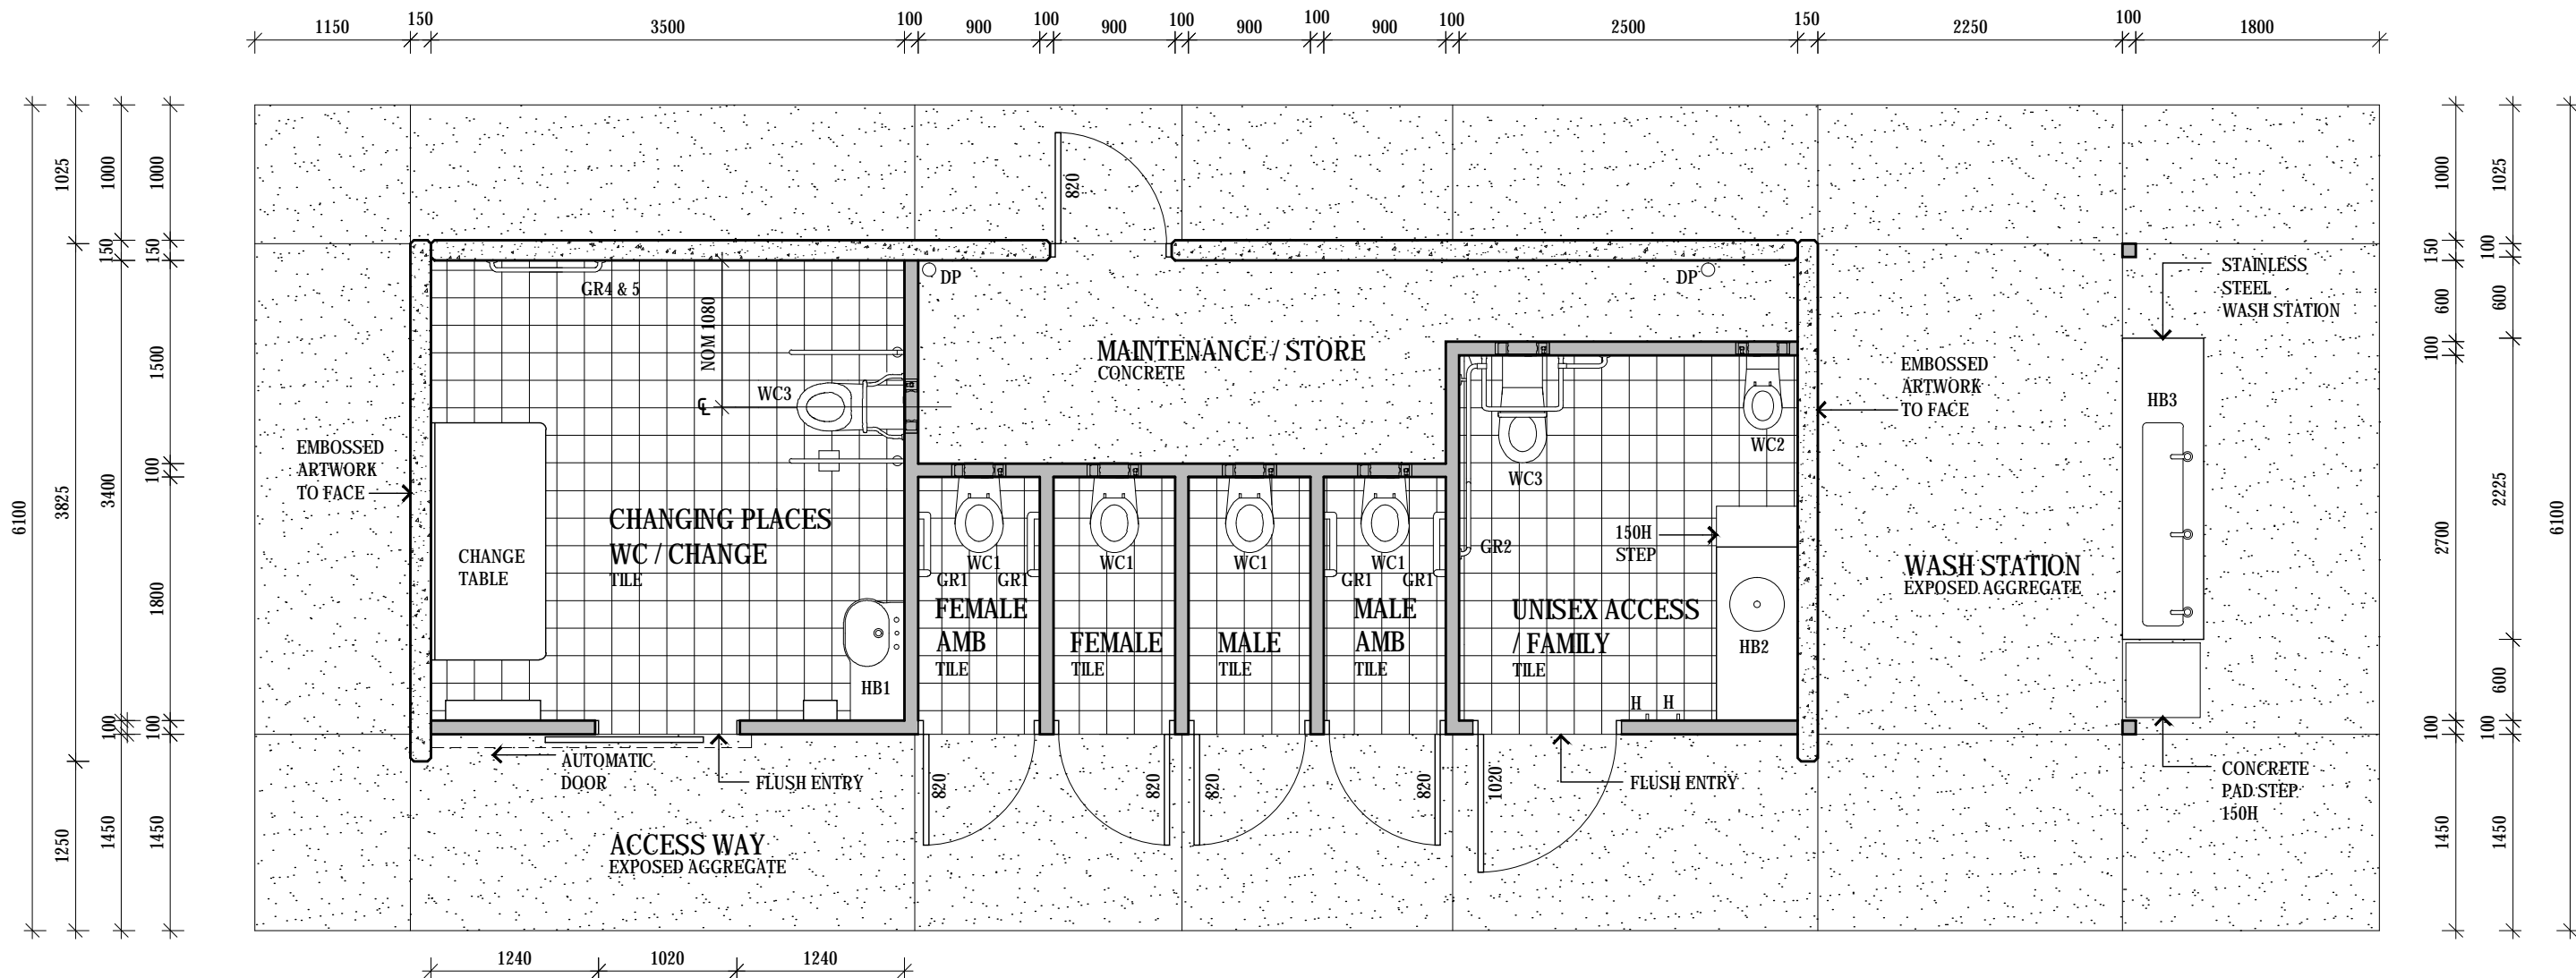 1150
150
3500
100
900
100
900
100
900
100
900
100
2500
150
2250
100
1800
6100
1025
3825
1250
1000
150
3400
100
1450
1000
150
1500
100
1800
100
1450
820
DP
DP
GR4 & 5
NOM 1080
℄
WC3
MAINTENANCE / STORE
CONCRETE
EMBOSSED
ARTWORK
TO FACE
CHANGE
TABLE
CHANGING PLACES
WC / CHANGE
TILE
HB1
WC1
GR1
GR1
FEMALE
AMB
TILE
WC1
FEMALE
TILE
WC1
MALE
TILE
WC1
GR1
GR1
MALE
AMB
TILE
WC3
WC2
GR2
150H
STEP
UNISEX ACCESS
/ FAMILY
TILE
HB2
H
H
EMBOSSED
ARTWORK
TO FACE
WASH STATION
EXPOSED AGGREGATE
STAINLESS
STEEL
WASH STATION
HB3
CONCRETE
PAD STEP
150H
AUTOMATIC
DOOR
FLUSH ENTRY
820
820
820
820
1020
FLUSH ENTRY
ACCESS WAY
EXPOSED AGGREGATE
1000
150
600
100
2700
100
1450
1025
100
600
2225
600
100
1450
6100
1240
1020
1240